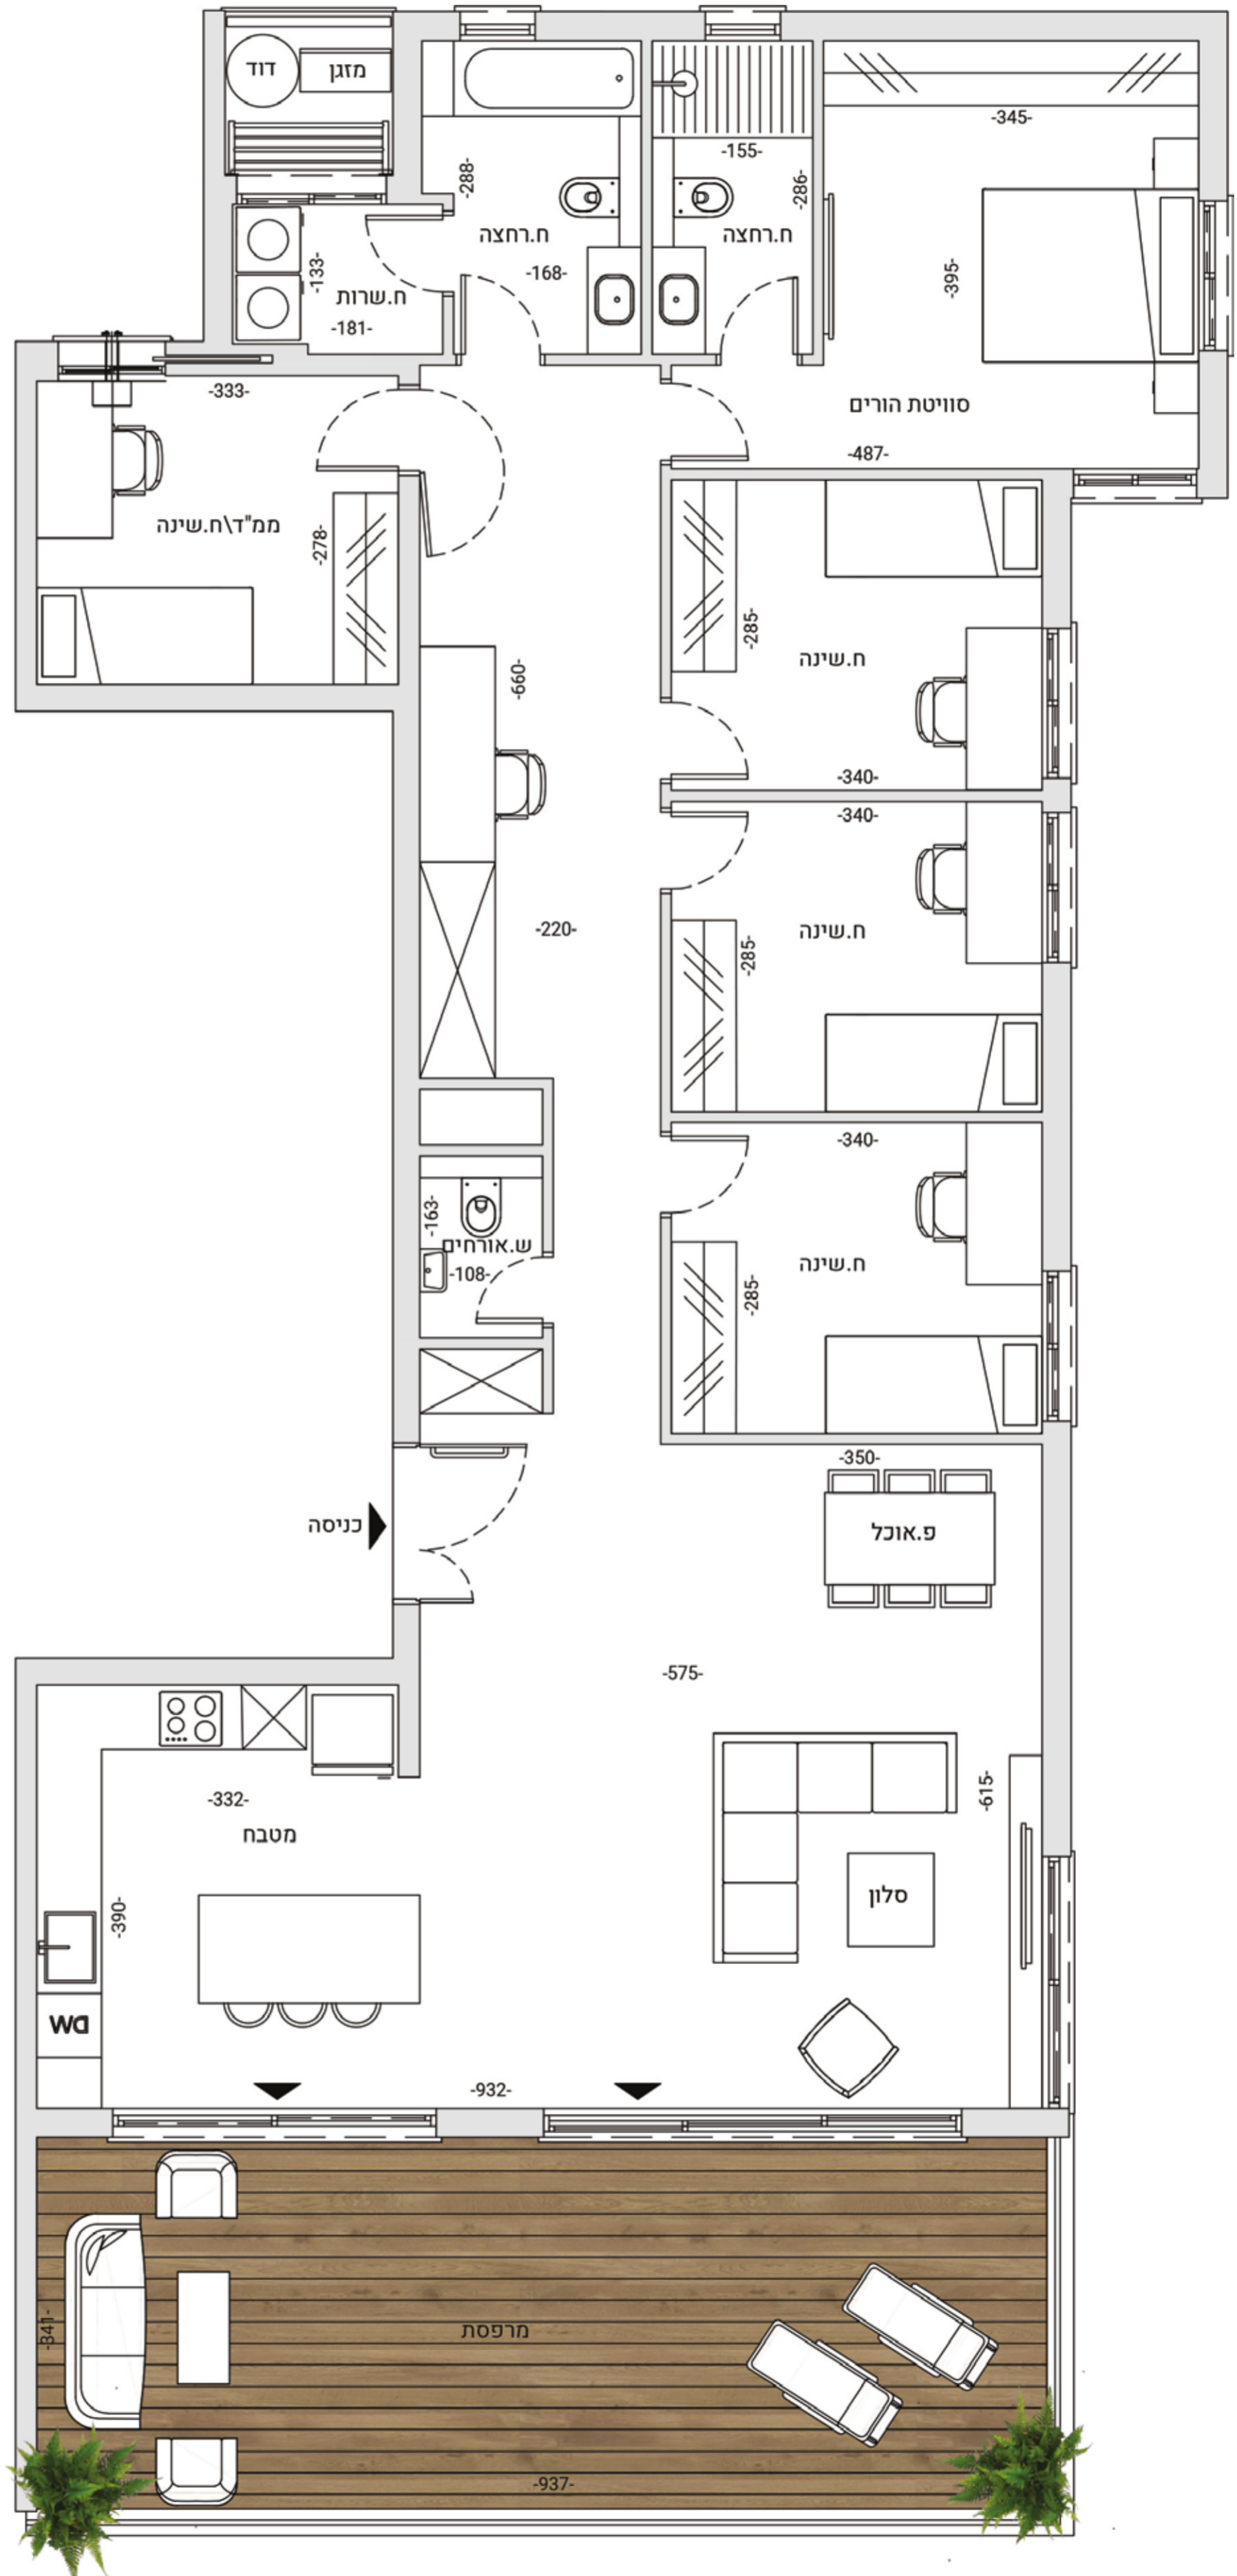 דוד
מזגן
-345-
-155-
-288-
-286-
ח.רחצה
ח.רחצה
-168-
-133-
ח.שרות
-181-
-395-
-333-
סוויטת הורים
-487-
ממ"ד\ח.שינה
-278-
-285-
ח.שינה
-660-
-340-
-340-
-220-
ח.שינה
-285-
-340-
-163-
ש.אורחים
-108-
ח.שינה
-285-
-350-
כניסה
פ.אוכל
-575-
-332-
מטבח
-615-
-390-
סלון
DW
-932-
-341-
מרפסת
-937-